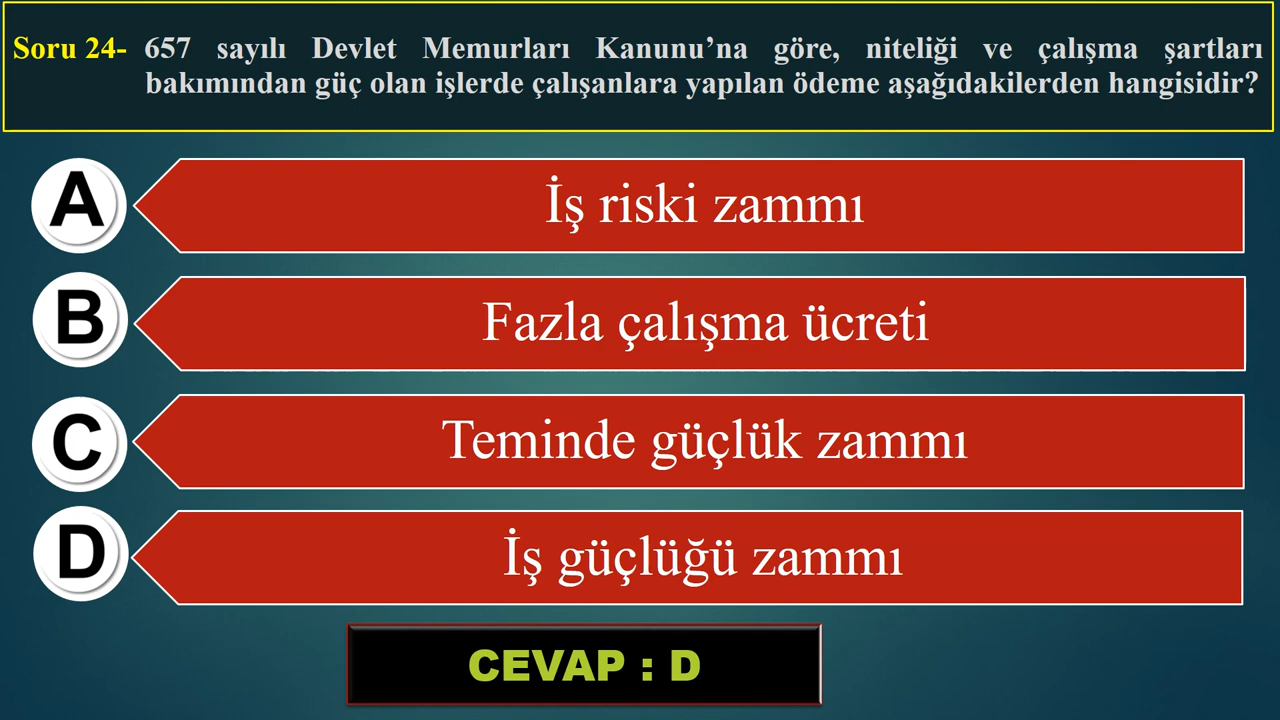 Soru 24- 657 sayılı Devlet Memurları Kanunu’na göre, niteliği ve çalışma şartları
bakımından güç olan işlerde çalışanlara yapılan ödeme aşağıdakilerden hangisidir?
A İş riski zammı
B Fazla çalışma ücreti
C Teminde güçlük zammı
D İş güçlüğü zammı
CEVAP : D